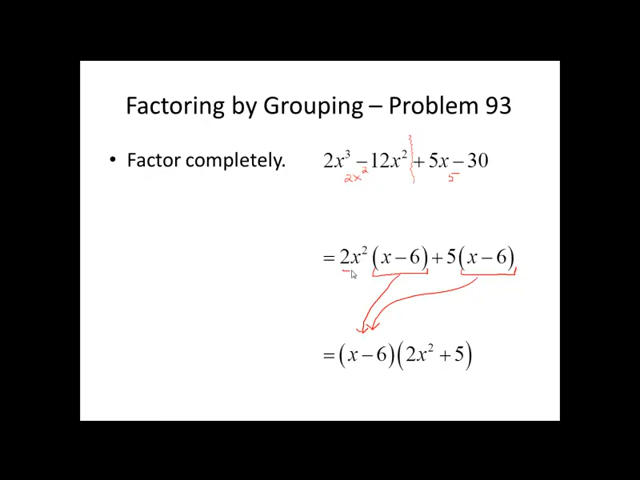 Factoring by Grouping – Problem 93
• Factor completely. 2x³ − 12x² + 5x − 30
2x² 5
= 2x² (x − 6) + 5(x − 6)
= (x − 6)(2x² + 5)